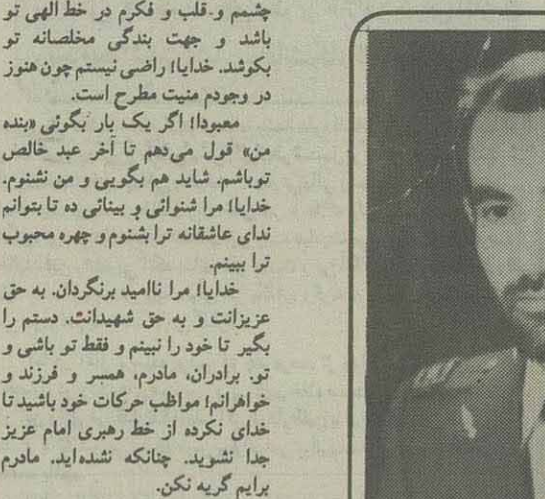 چشمم و قلب و فکرم در خط الهی تو
باشد و جهت بندگی مخلصانه تو
بکوشد. خدایا! راضی نیستم چون هنوز
در وجودم منیت مطرح است.
معبودا! اگر یک بار بگوئی «بنده
من» قول می‌دهم تا آخر عبد خالص
توباشم. شاید هم بگویی و من نشنوم.
خدایا! مرا شنوائی و بینائی ده تا بتوانم
ندای عاشقانه ترا بشنوم و چهره محبوب
ترا ببینم.
خدایا! مرا ناامید برنگردان. به حق
عزیزانت و به حق شهیدانت. دستم را
بگیر تا خود را نبینم و فقط تو باشی و
تو. برادران، مادرم، همسر و فرزند و
خواهرانم! مواظب حرکات خود باشید تا
خدای نکرده از خط رهبری امام عزیز
جدا نشوید. چنانکه نشده‌اید. مادرم
برایم گریه نکن.